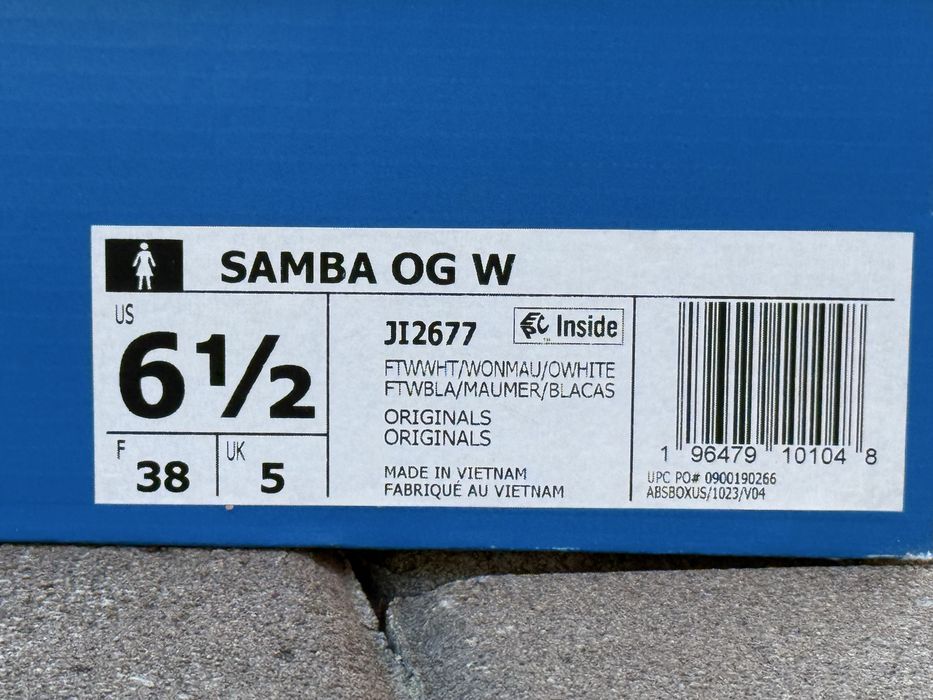 SAMBA OG W
US
6½
F 38
UK 5
JI2677
Inside
FTWWHT/WONMAU/OWHITE
FTWBLA/MAUMER/BLACAS
ORIGINALS
ORIGINALS
MADE IN VIETNAM
FABRIQUÉ AU VIETNAM
1 96479 10104 8
UPC PO# 0900190266
ABSBOXUS/1023/V04